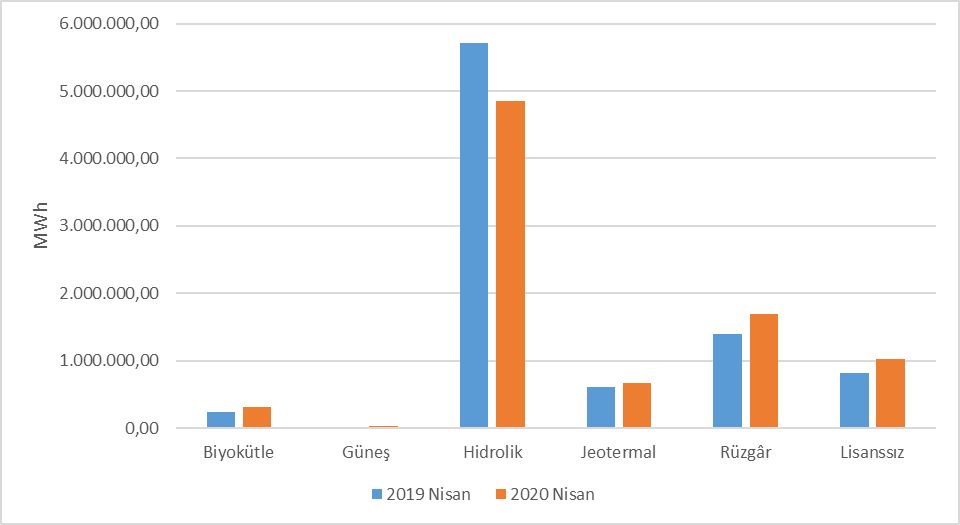 6.000.000,00
5.000.000,00
4.000.000,00
3.000.000,00
2.000.000,00
1.000.000,00
0,00
MWh
Biyokütle Güneş Hidrolik Jeotermal Rüzgâr Lisanssız
2019 Nisan 2020 Nisan